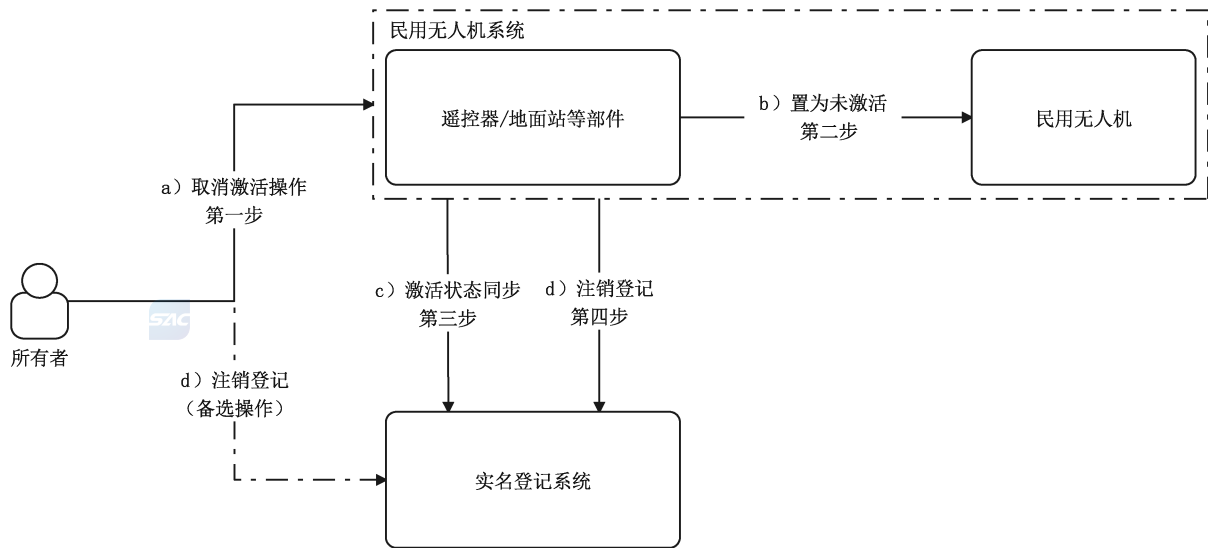 民用无人机系统
遥控器/地面站等部件
b）置为未激活
第二步
民用无人机
a）取消激活操作
第一步
c）激活状态同步
第三步
d）注销登记
第四步
SAC
所有者
d）注销登记
（备选操作）
实名登记系统